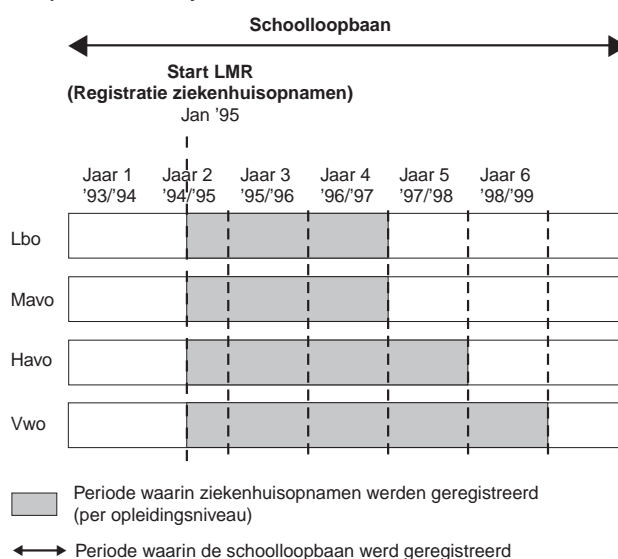 Schoolloopbaan
Start LMR
(Registratie ziekenhuisopnamen)
Jan '95
Jaar 1 Jaar 2 Jaar 3 Jaar 4 Jaar 5 Jaar 6
'93/'94 '94/'95 '95/'96 '96/'97 '97/'98 '98/'99
Lbo
Mavo
Havo
Vwo
Periode waarin ziekenhuisopnamen werden geregistreerd
(per opleidingsniveau)
Periode waarin de schoolloopbaan werd geregistreerd